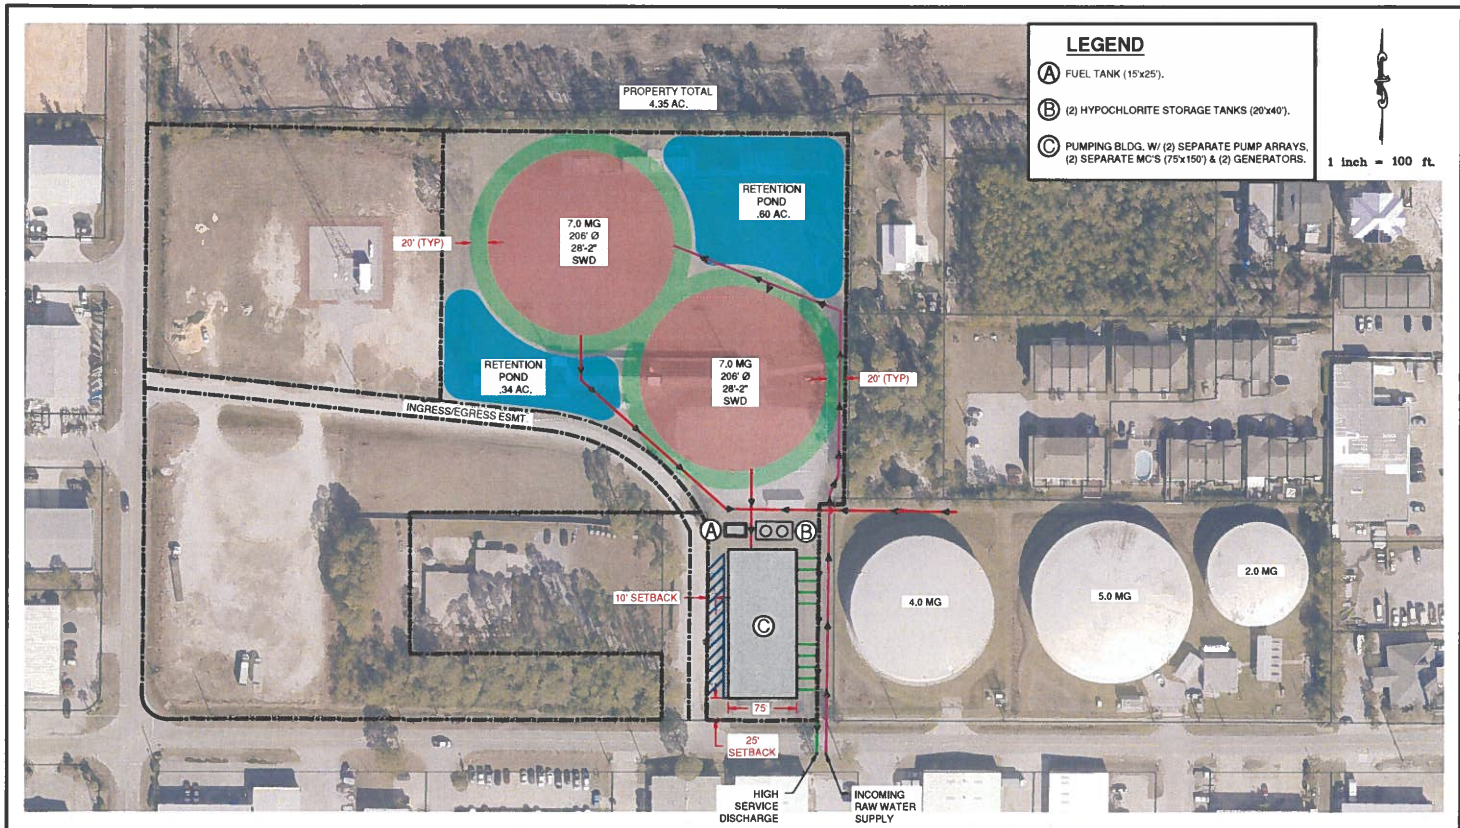 LEGEND
A FUEL TANK (15'x25').
B (2) HYPOCHLORITE STORAGE TANKS (20'x40').
C PUMPING BLDG. W/ (2) SEPARATE PUMP ARRAYS,
(2) SEPARATE MC'S (75'x150') & (2) GENERATORS.
1 inch = 100 ft.
PROPERTY TOTAL
4.35 AC.
RETENTION
POND
.60 AC.
7.0 MG
206' Ø
28'-2"
SWD
20' (TYP)
RETENTION
POND
.34 AC.
7.0 MG
206' Ø
28'-2"
SWD
20' (TYP)
INGRESS/EGRESS ESMT.
A
B
10' SETBACK
C
4.0 MG
5.0 MG
2.0 MG
75'
25'
SETBACK
HIGH
SERVICE
DISCHARGE
INCOMING
RAW WATER
SUPPLY